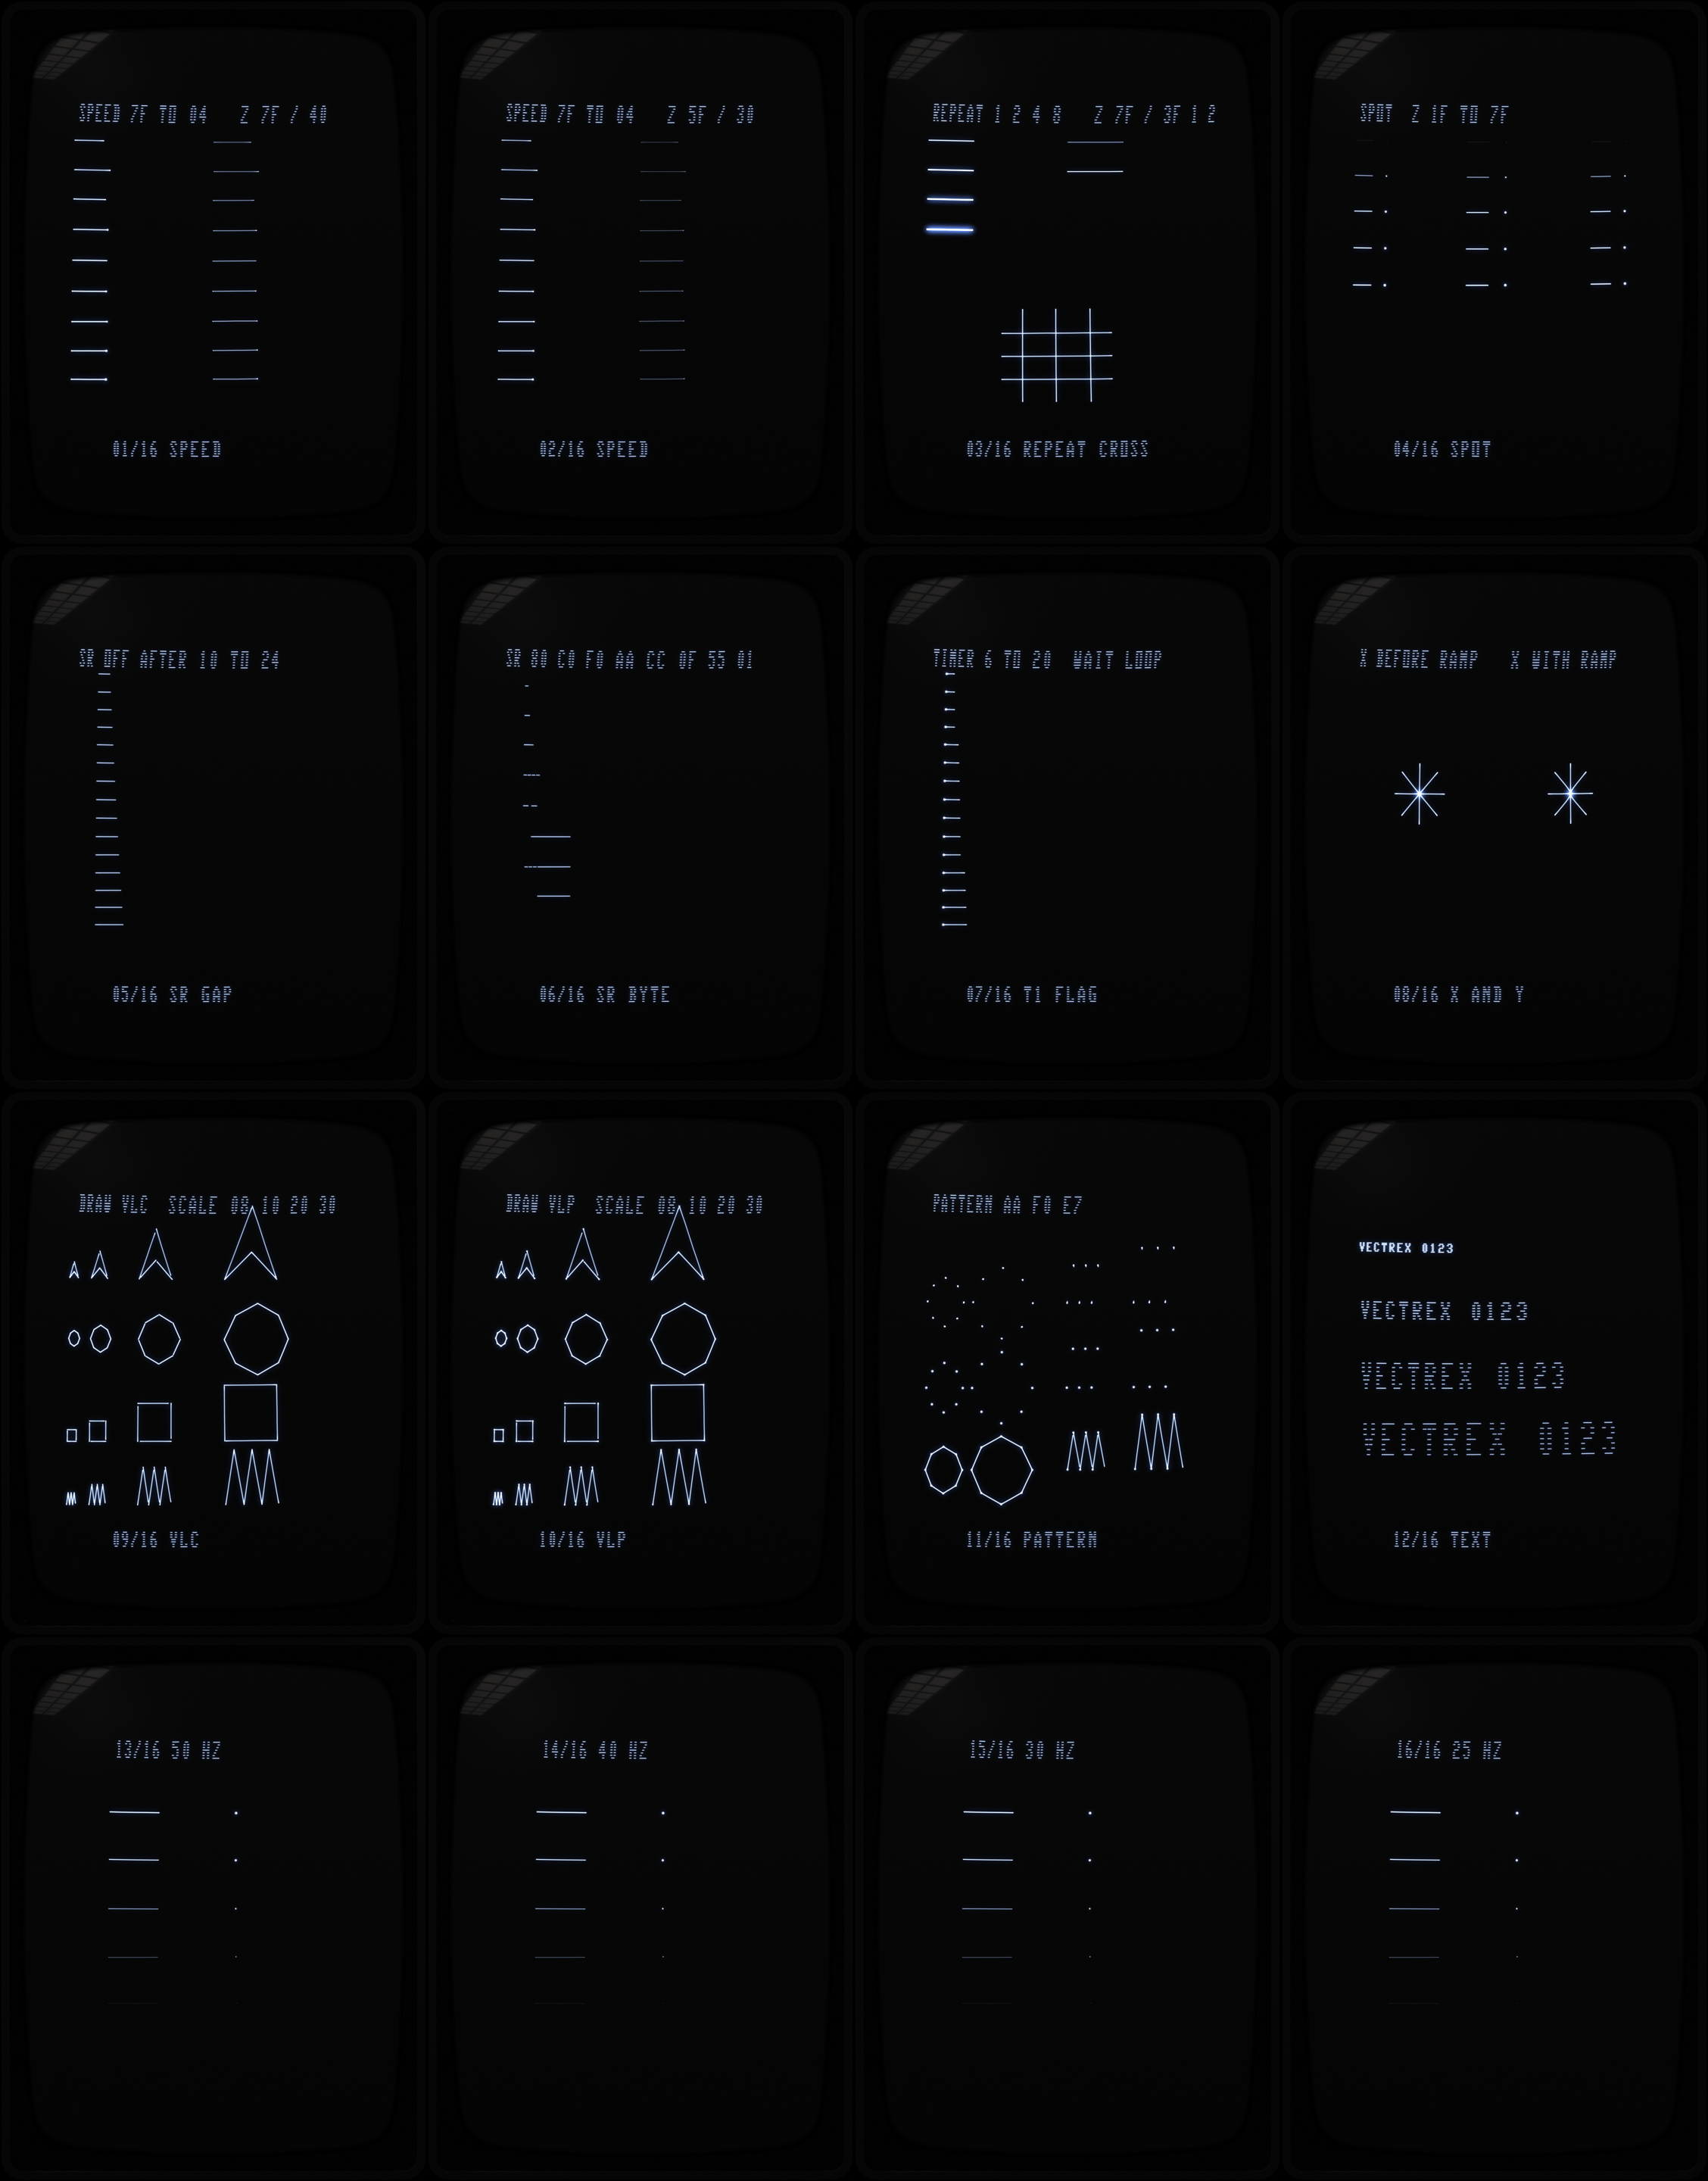 SPEED 7F TO 04 Z 7F / 40
01/16 SPEED
SPEED 7F TO 04 Z 5F / 30
02/16 SPEED
REPEAT 1 2 4 8 Z 7F / 3F 1 2
03/16 REPEAT CROSS
SPOT Z 1F TO 7F
04/16 SPOT
SR OFF AFTER 10 TO 24
05/16 SR GAP
SR 80 C0 F0 AA CC 0F 55 01
06/16 SR BYTE
TIMER 6 TO 20 WAIT LOOP
07/16 T1 FLAG
X BEFORE RAMP X WITH RAMP
08/16 X AND Y
DRAW VLC SCALE 08 10 20 30
09/16 VLC
DRAW VLP SCALE 08 10 20 30
10/16 VLP
PATTERN AA F0 E7
11/16 PATTERN
VECTREX 0123
VECTREX 0123
VECTREX 0123
VECTREX 0123
12/16 TEXT
13/16 50 HZ
14/16 40 HZ
15/16 30 HZ
16/16 25 HZ